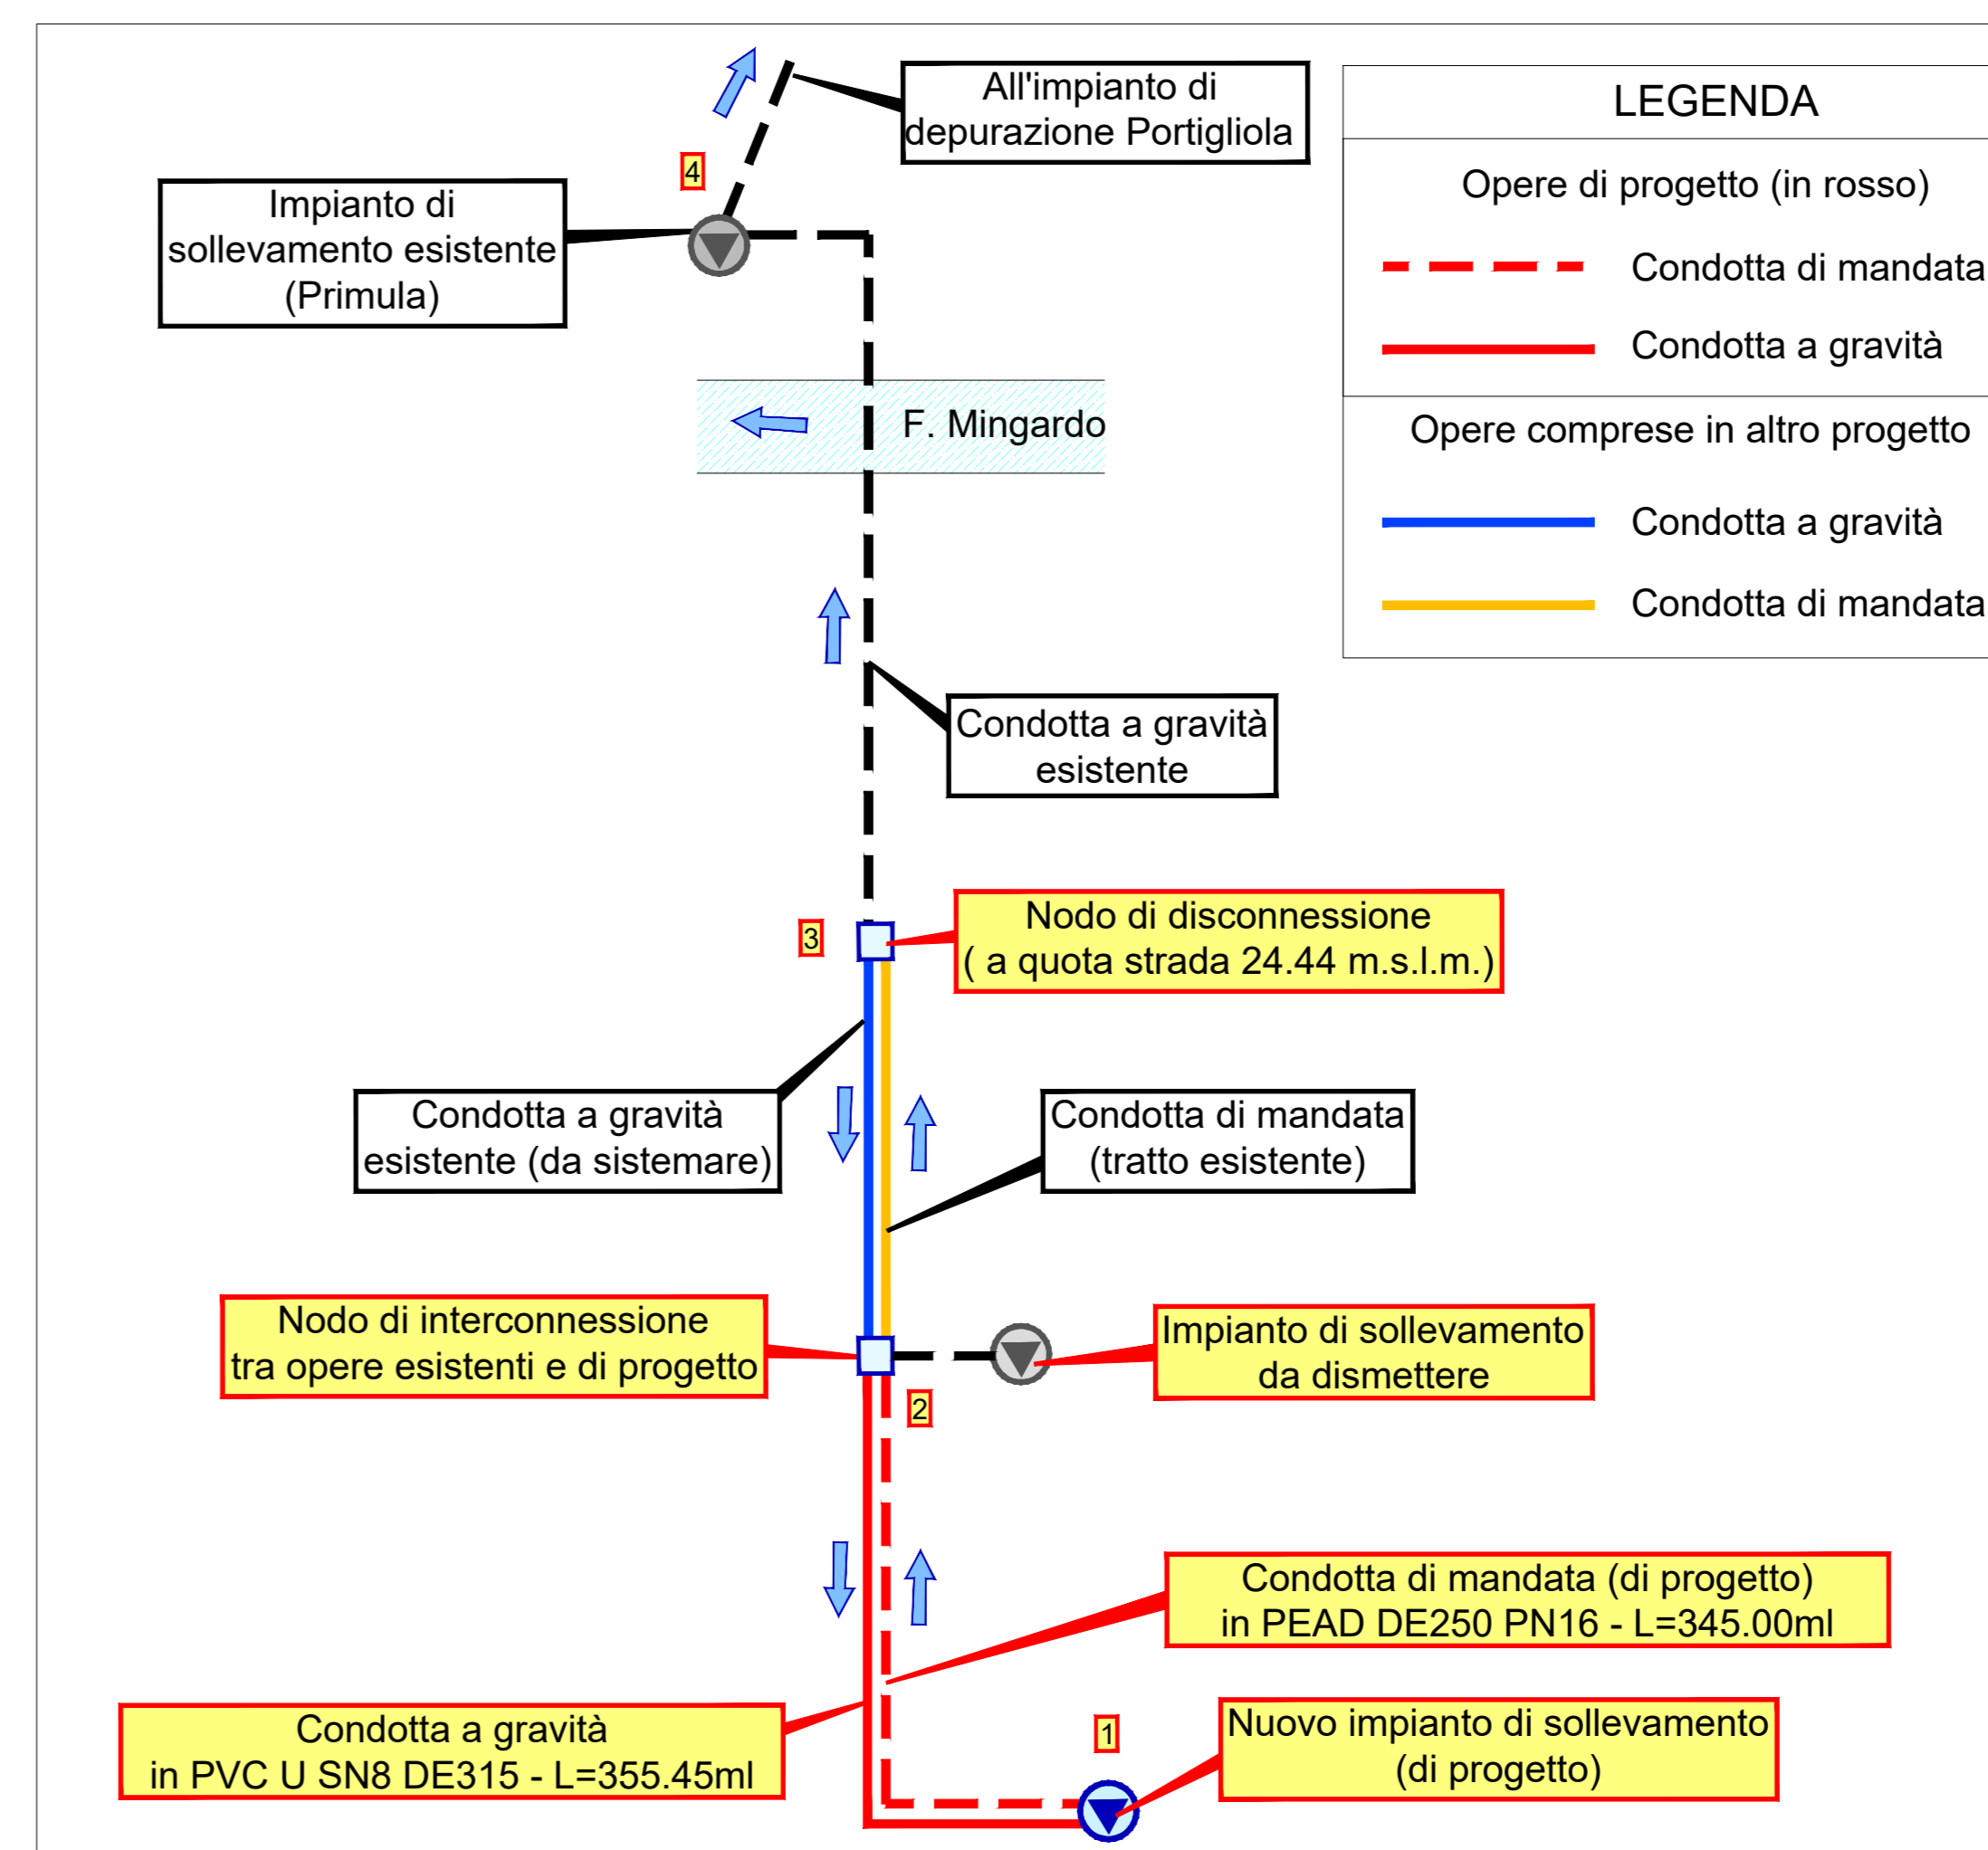 All'impianto di
depurazione Portigliola
4
Impianto di
sollevamento esistente
(Primula)
LEGENDA
Opere di progetto (in rosso)
Condotta di mandata
Condotta a gravità
Opere comprese in altro progetto
Condotta a gravità
Condotta di mandata
F. Mingardo
Condotta a gravità
esistente
3
Nodo di disconnessione
( a quota strada 24.44 m.s.l.m.)
Condotta a gravità
esistente (da sistemare)
Condotta di mandata
(tratto esistente)
Nodo di interconnessione
tra opere esistenti e di progetto
Impianto di sollevamento
da dismettere
2
Condotta di mandata (di progetto)
in PEAD DE250 PN16 - L=345.00ml
Condotta a gravità
in PVC U SN8 DE315 - L=355.45ml
1
Nuovo impianto di sollevamento
(di progetto)